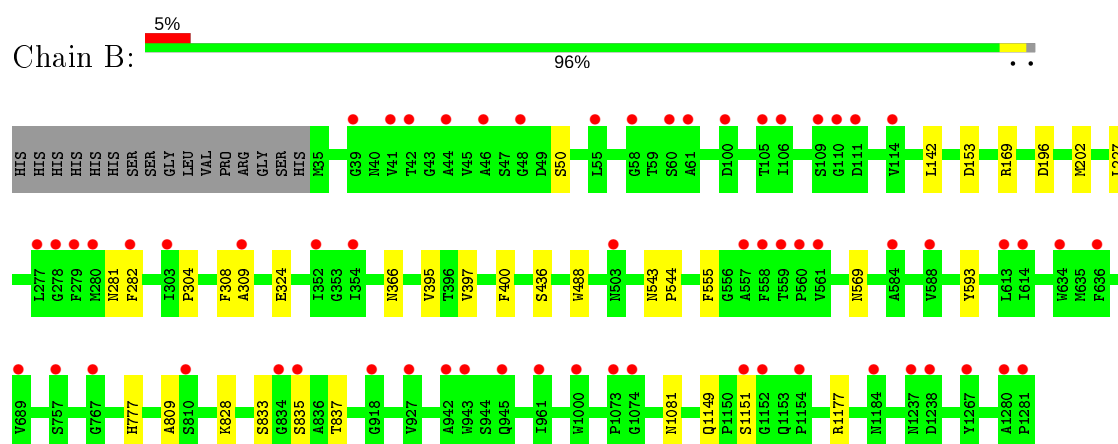 5%
Chain B:
96%
HIS HIS HIS HIS HIS HIS SER SER GLY LEU VAL PRO ARG GLY SER HIS M35 G39 N40 V41 T42 G43 A44 V45 A46 S47 G48 D49 S50 L55 G58 T59 S60 A61 D100 T105 I106 S109 G110 D111 V114 L142 D153 R169 D196 M202
L277 G278 F279 M280 N281 F282 I303 P304 F308 A309 E324 I352 G353 I354 N366 V395 T396 V397 F400 S436 W488 N503 N543 P544 F555 G556 A557 F558 T559 P560 V561 N569 A584 V588 Y593 L613 I614 W634 M635 F636
V689 S757 G767 H777 A809 S810 K828 S833 G834 S835 A836 T837 G918 V927 A942 W943 S944 Q945 I961 W1000 P1073 G1074 N1081 Q1149 P1150 S1151 G1152 Q1153 P1154 R1177 N1184 N1237 D1238 Y1267 A1280 P1281